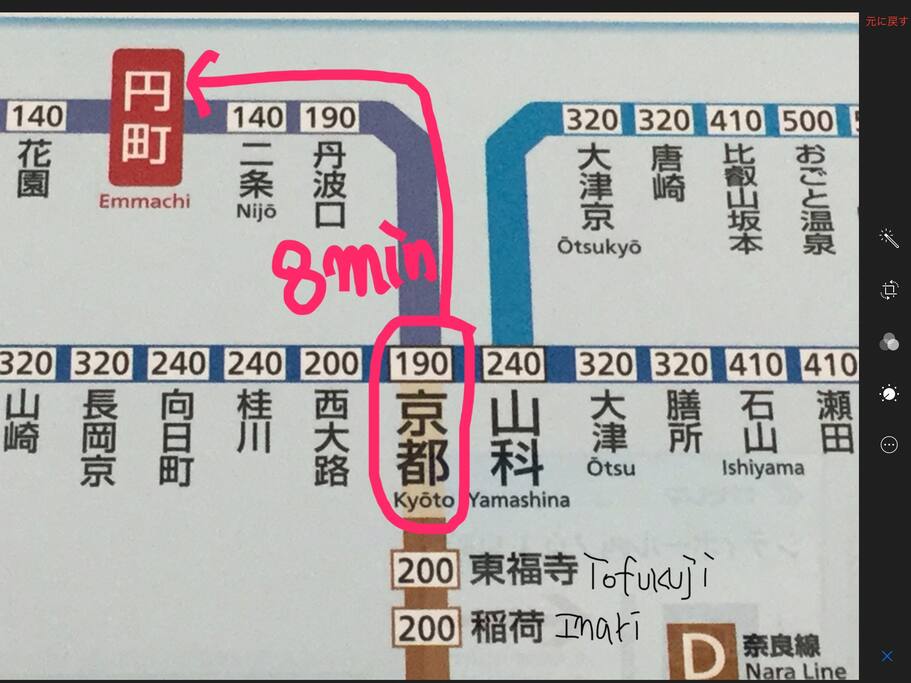 元に戻す
円町
Emmachi
140
花園
140
二条
Nijō
190
丹波口
320
大津京
Ōtsukyō
320
唐崎
410
比叡山坂本
500
おごと温泉
8min
320
山崎
320
長岡京
240
向日町
240
桂川
200
西大路
190
京都
Kyōto
240
山科
Yamashina
320
大津
Ōtsu
320
膳所
410
石山
Ishiyama
410
瀬田
200 東福寺 Tofukuji
200 稲荷 Inari
D 奈良線
Nara Line